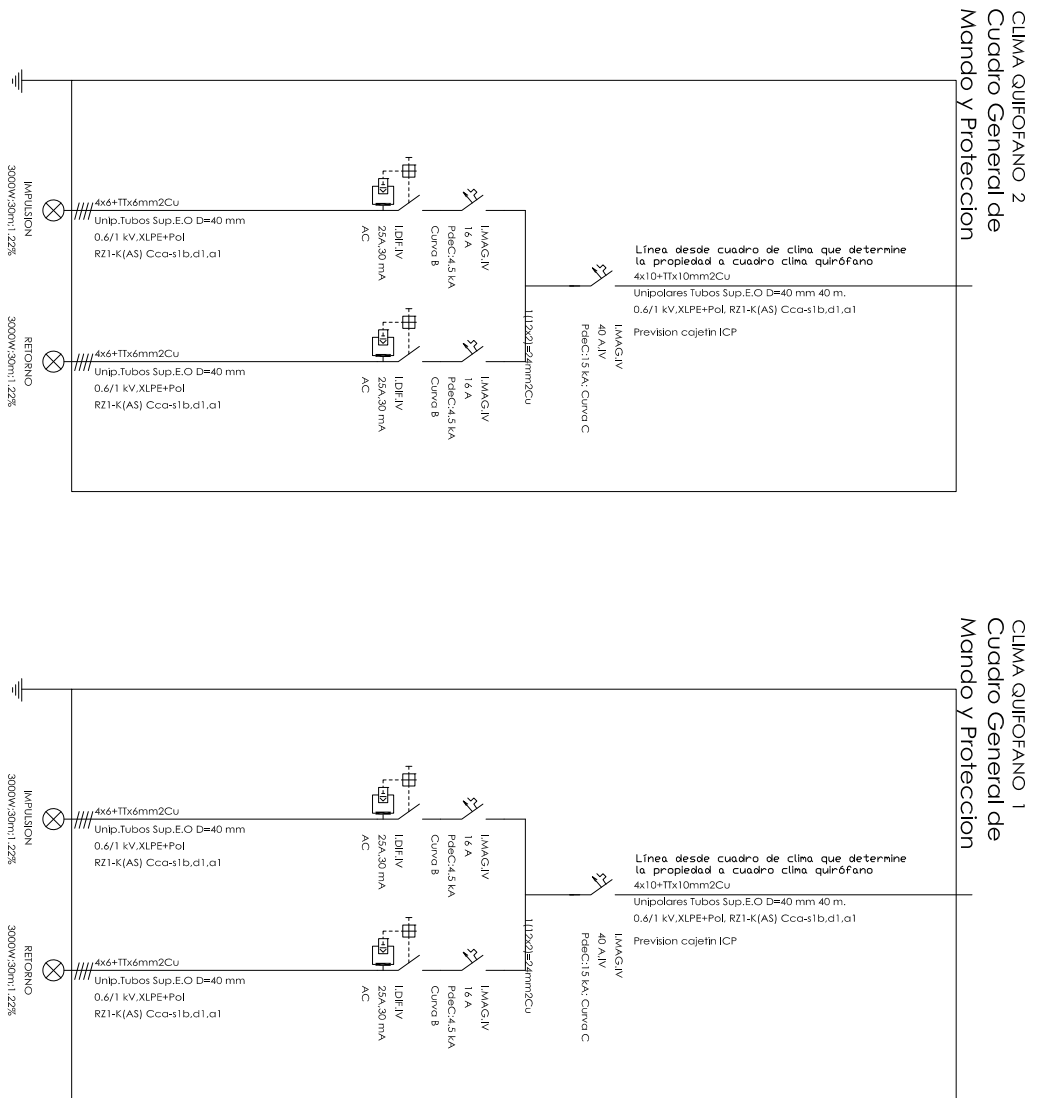 CLIMA QUIFOFANO 2
Cuadro General de
Mando y Proteccion
Línea desde cuadro de clima que determine
la propiedad a cuadro clima quirófano
4x10+TTx10mm2Cu
Unipolares Tubos Sup.E.O D=40 mm 40 m.
0.6/1 kV,XLPE+Pol, RZ1-K(AS) Cca-s1b,d1,a1
Prevision cajetin ICP
I.MAG.IV
40 A.IV
PdeC:15 kA; Curva C
1(12x2)=24mm2Cu
I.MAG.IV
16 A
PdeC:4.5 kA
Curva B
I.DIF.IV
25A.30 mA
AC
4x6+TTx6mm2Cu
Unip.Tubos Sup.E.O D=40 mm
0.6/1 kV,XLPE+Pol
RZ1-K(AS) Cca-s1b,d1,a1
IMPULSION
3000W;30m;1.22%
I.MAG.IV
16 A
PdeC:4.5 kA
Curva B
I.DIF.IV
25A.30 mA
AC
4x6+TTx6mm2Cu
Unip.Tubos Sup.E.O D=40 mm
0.6/1 kV,XLPE+Pol
RZ1-K(AS) Cca-s1b,d1,a1
RETORNO
3000W;30m;1.22%
CLIMA QUIFOFANO 1
Cuadro General de
Mando y Proteccion
Línea desde cuadro de clima que determine
la propiedad a cuadro clima quirófano
4x10+TTx10mm2Cu
Unipolares Tubos Sup.E.O D=40 mm 40 m.
0.6/1 kV,XLPE+Pol, RZ1-K(AS) Cca-s1b,d1,a1
Prevision cajetin ICP
I.MAG.IV
40 A.IV
PdeC:15 kA; Curva C
1(12x2)=24mm2Cu
I.MAG.IV
16 A
PdeC:4.5 kA
Curva B
I.DIF.IV
25A.30 mA
AC
4x6+TTx6mm2Cu
Unip.Tubos Sup.E.O D=40 mm
0.6/1 kV,XLPE+Pol
RZ1-K(AS) Cca-s1b,d1,a1
IMPULSION
3000W;30m;1.22%
I.MAG.IV
16 A
PdeC:4.5 kA
Curva B
I.DIF.IV
25A.30 mA
AC
4x6+TTx6mm2Cu
Unip.Tubos Sup.E.O D=40 mm
0.6/1 kV,XLPE+Pol
RZ1-K(AS) Cca-s1b,d1,a1
RETORNO
3000W;30m;1.22%